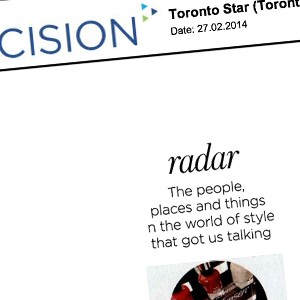 CISION
Toronto Star (Toront
Date: 27.02.2014
radar
The people,
places and things
n the world of style
that got us talking